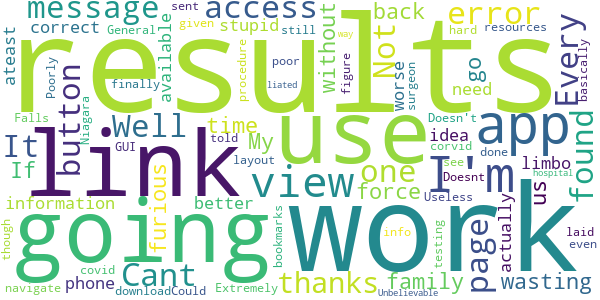 message
access
back
sent
given
still
resources
error
General
hard
way
correct
stupid
ateast
Poorly
available
without
Not
finally
procedure
poor
figure
liated
worse
surgeon
go
need
basically
Every
results
button
Well
time
use
app
found
Falls
Niagara
GUI
told
My
Doesn't
idea
corvid
done
It
If
link
layout
view
one
force
I'm
Doesnt
see
limbo
hospital
us
information
furious
better
bookmarks
family
testing
page
actually
Useless
laid
even
though
going
work
phone
covid
Cant
Extremely
thanks
info
wasting
navigate
downloadCould
Unbelievable